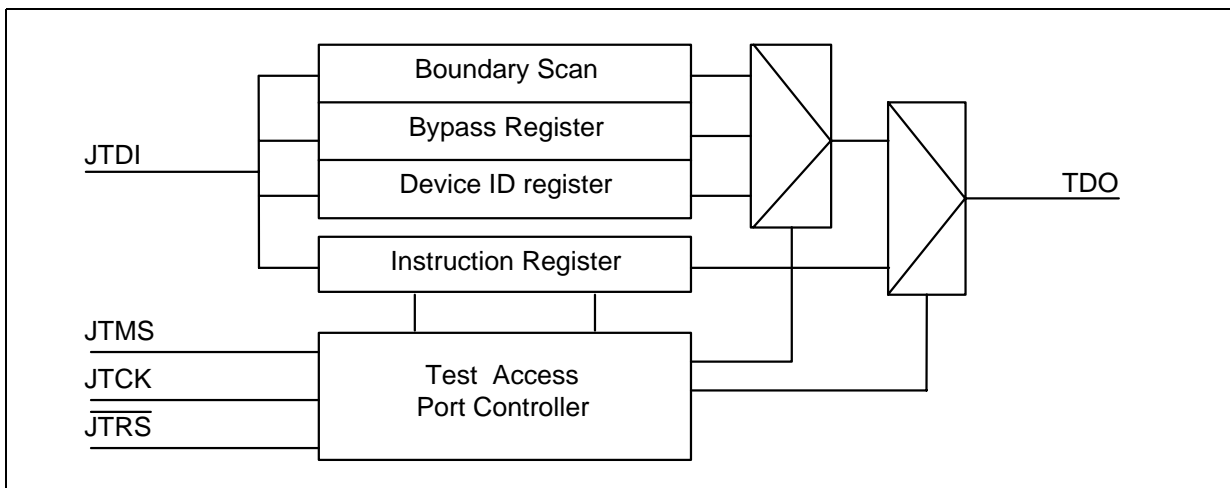 Boundary Scan
Bypass Register
JTDI
Device ID register
TDO
Instruction Register
JTMS
JTCK
JTRS
Test Access
Port Controller